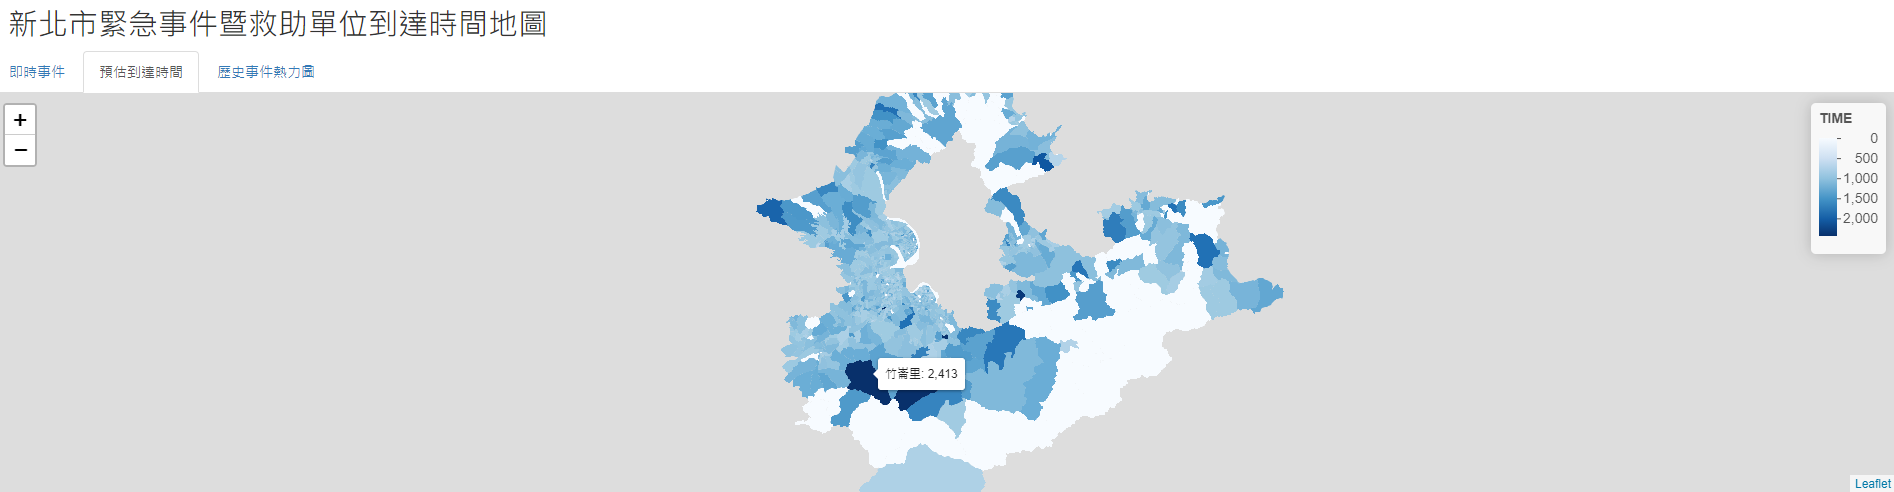 新北市緊急事件暨救助單位到達時間地圖
即時事件
預估到達時間
歷史事件熱力圖
+
−
TIME
0
500
1,000
1,500
2,000
竹崙里: 2,413
Leaflet